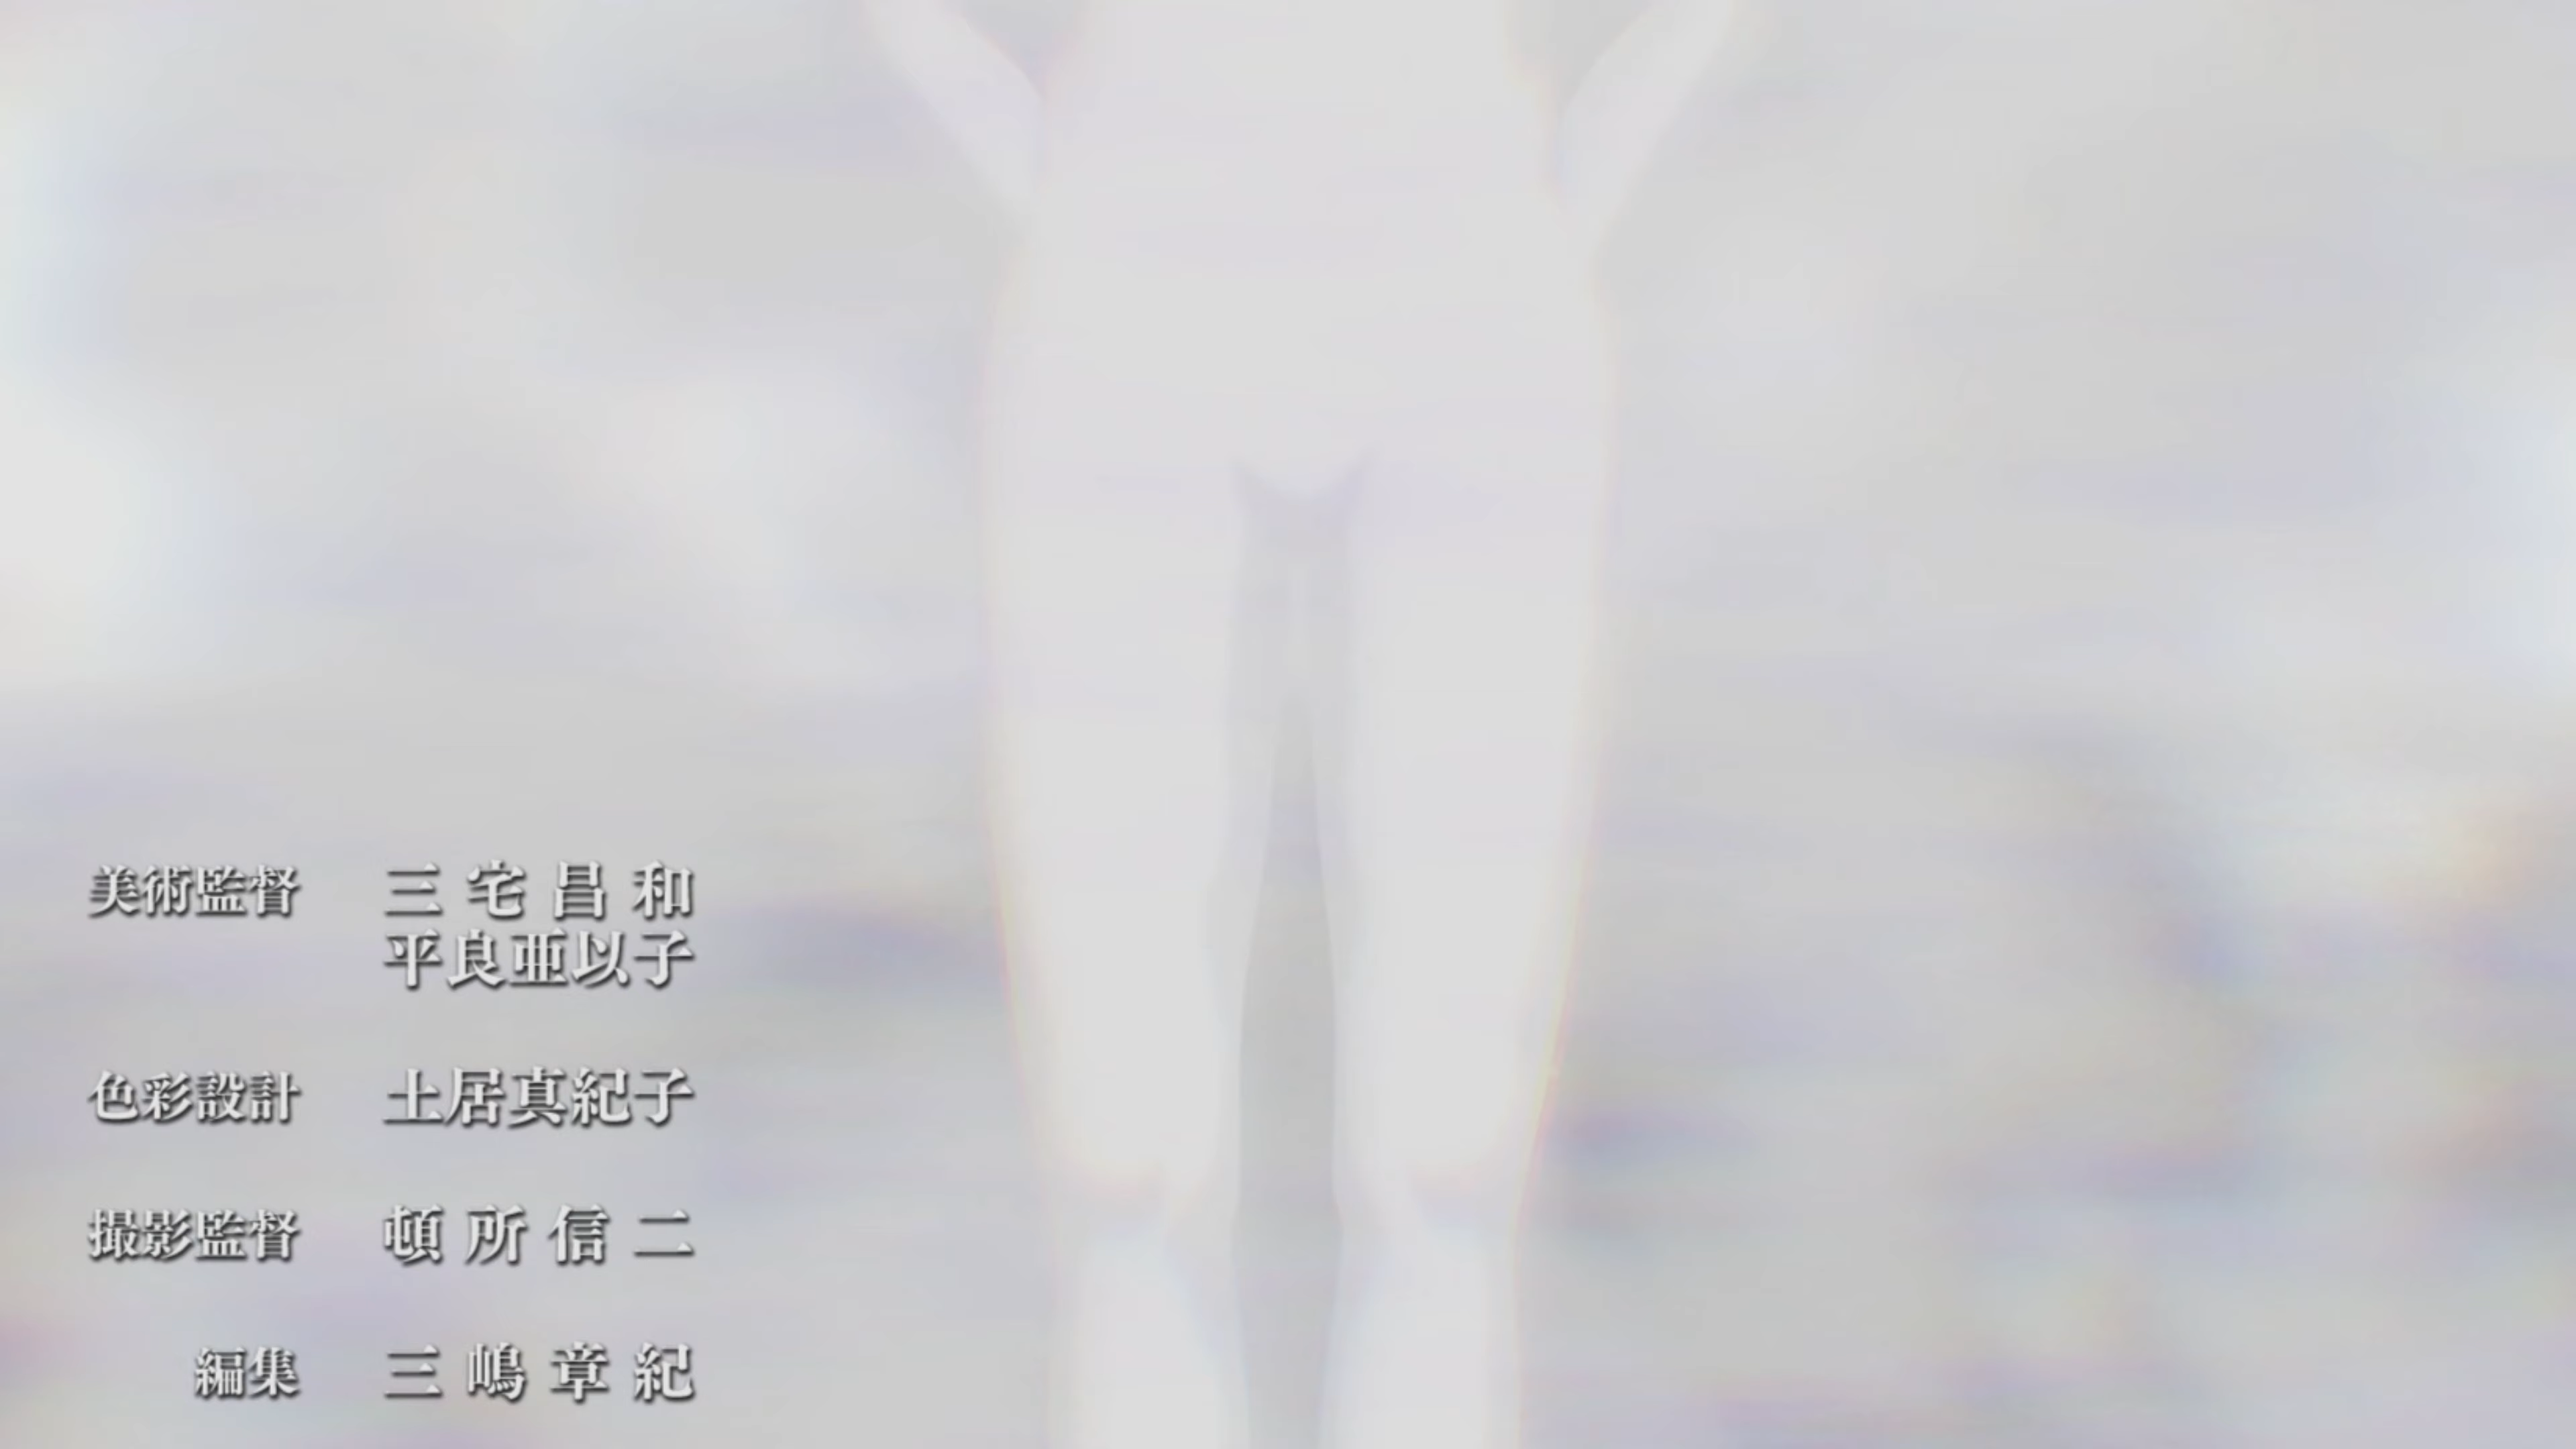 美術監督 三宅昌和
平良亜以子
色彩設計 土居真紀子
撮影監督 頓所信二
編集 三嶋章紀